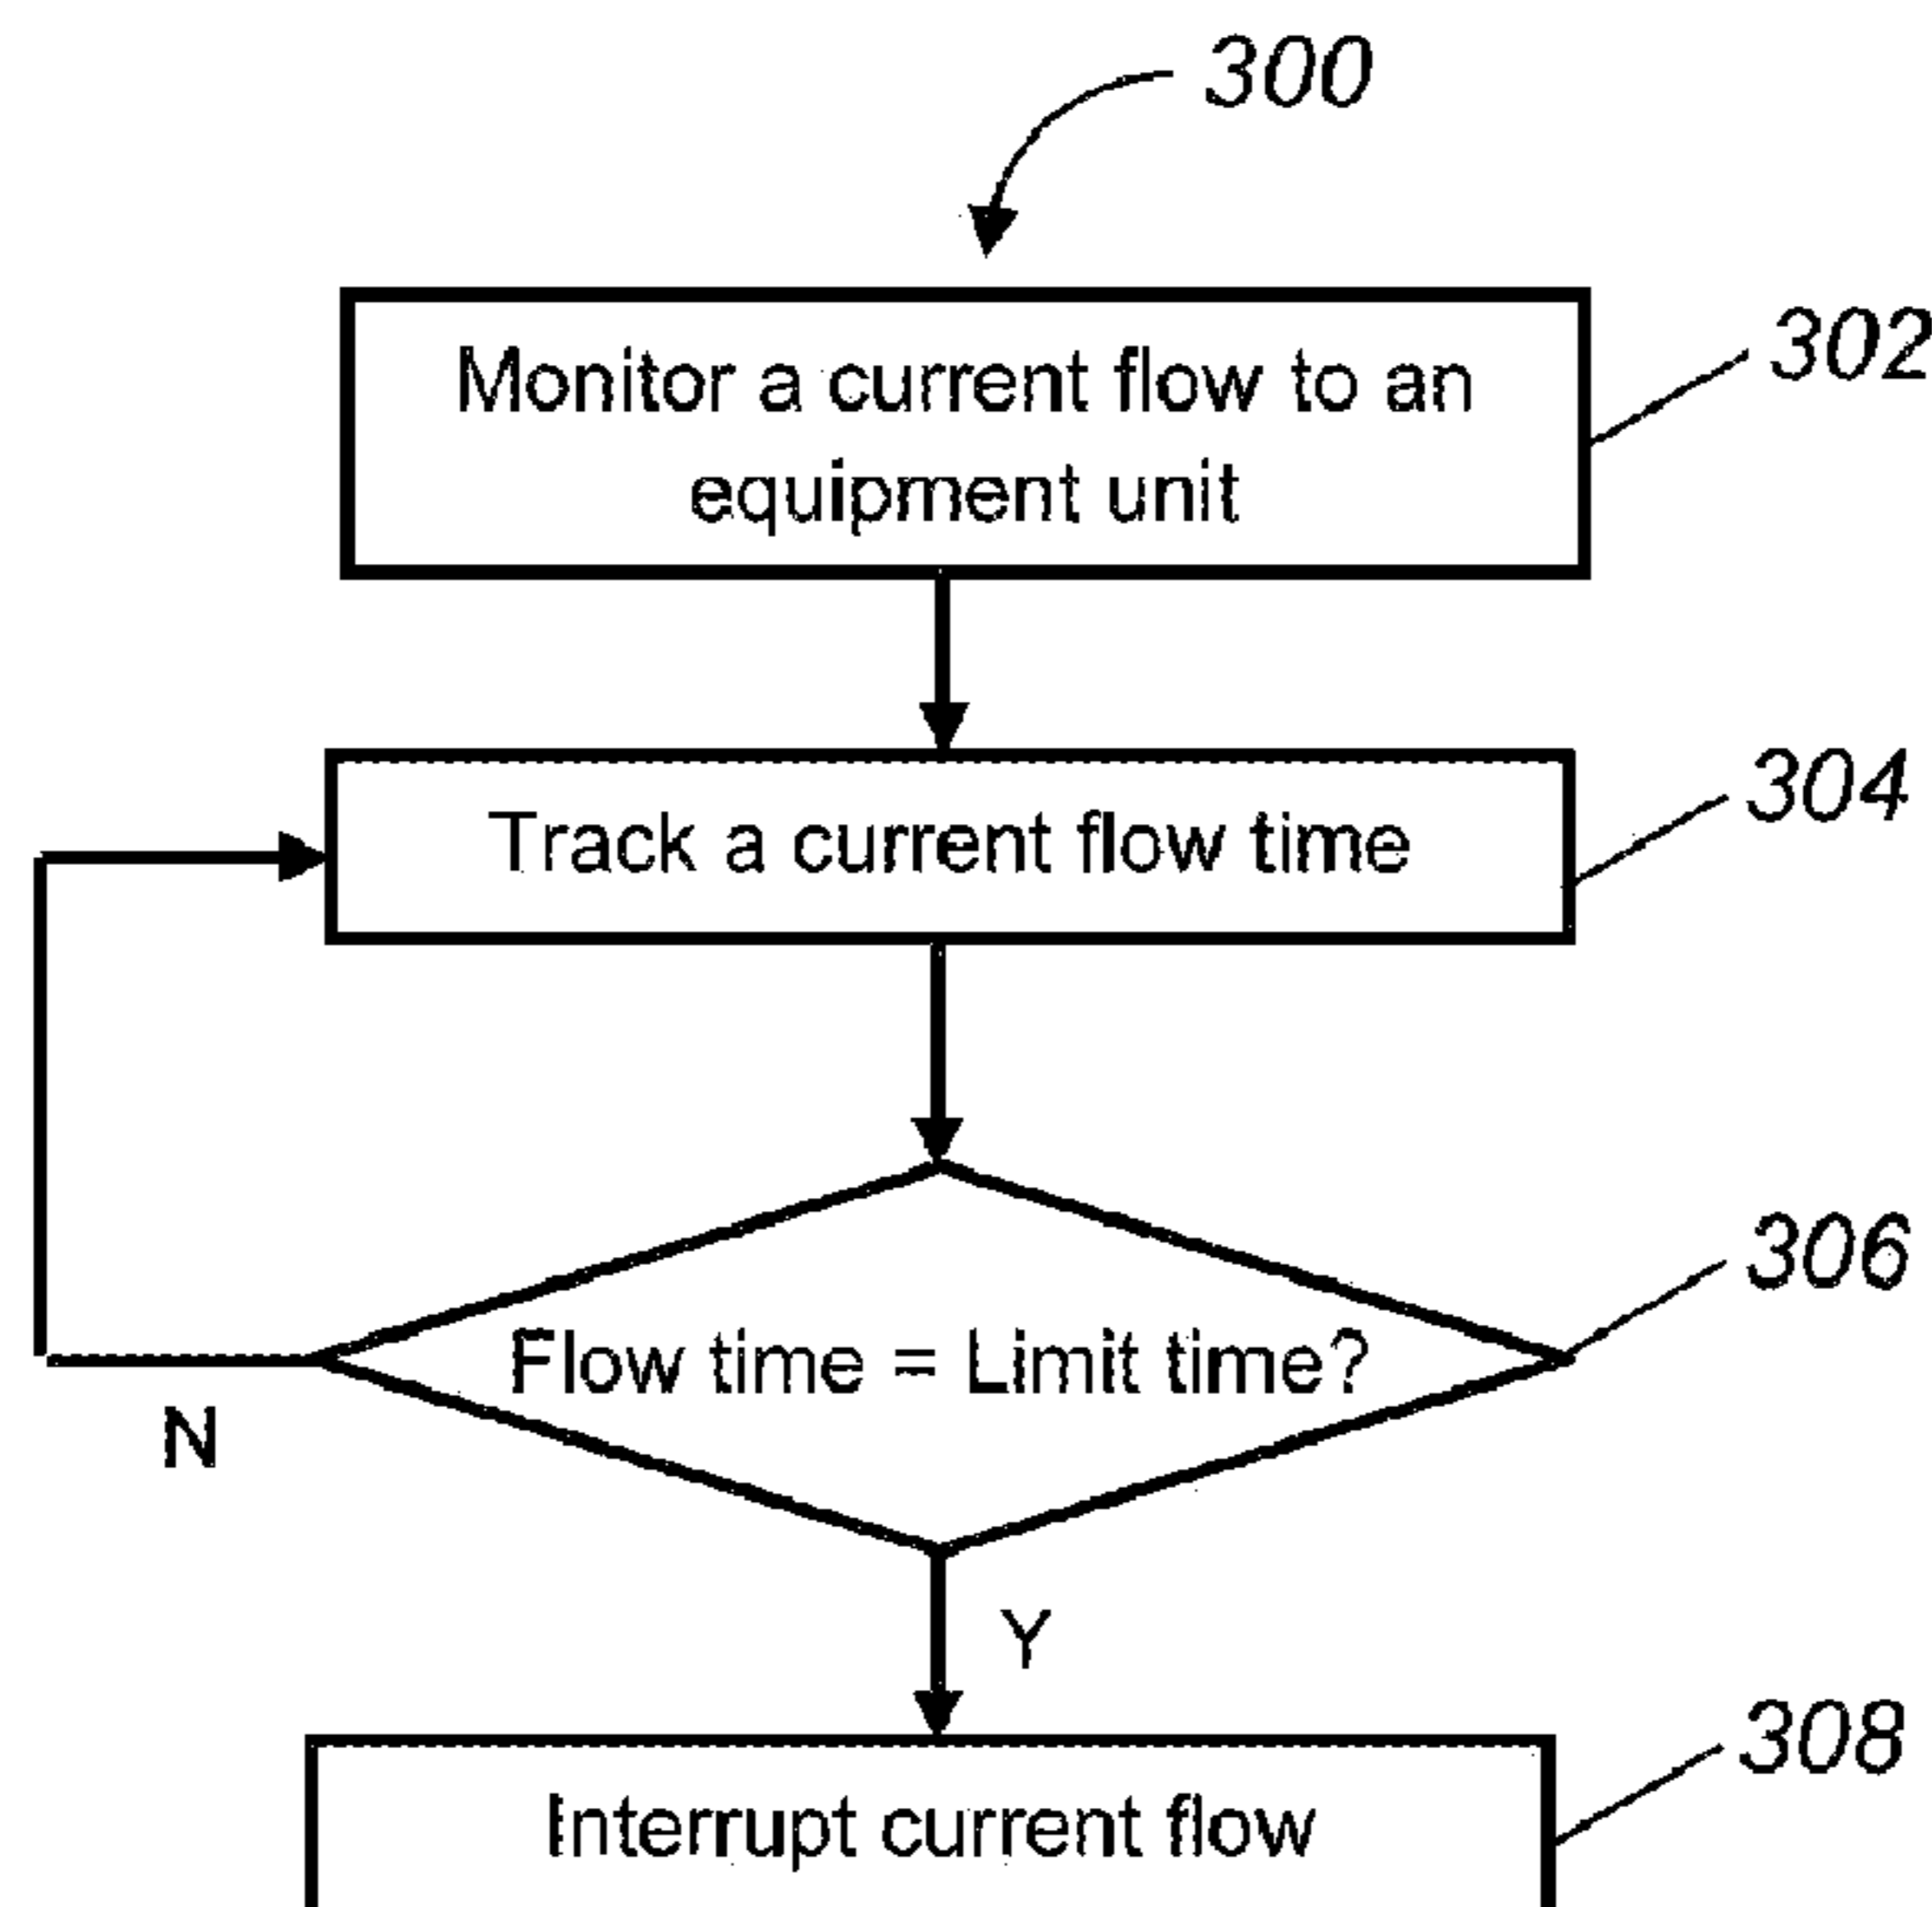 300
Monitor a current flow to an
equipment unit
302
Track a current flow time
304
Flow time = Limit time?
306
N
Y
Interrupt current flow
308